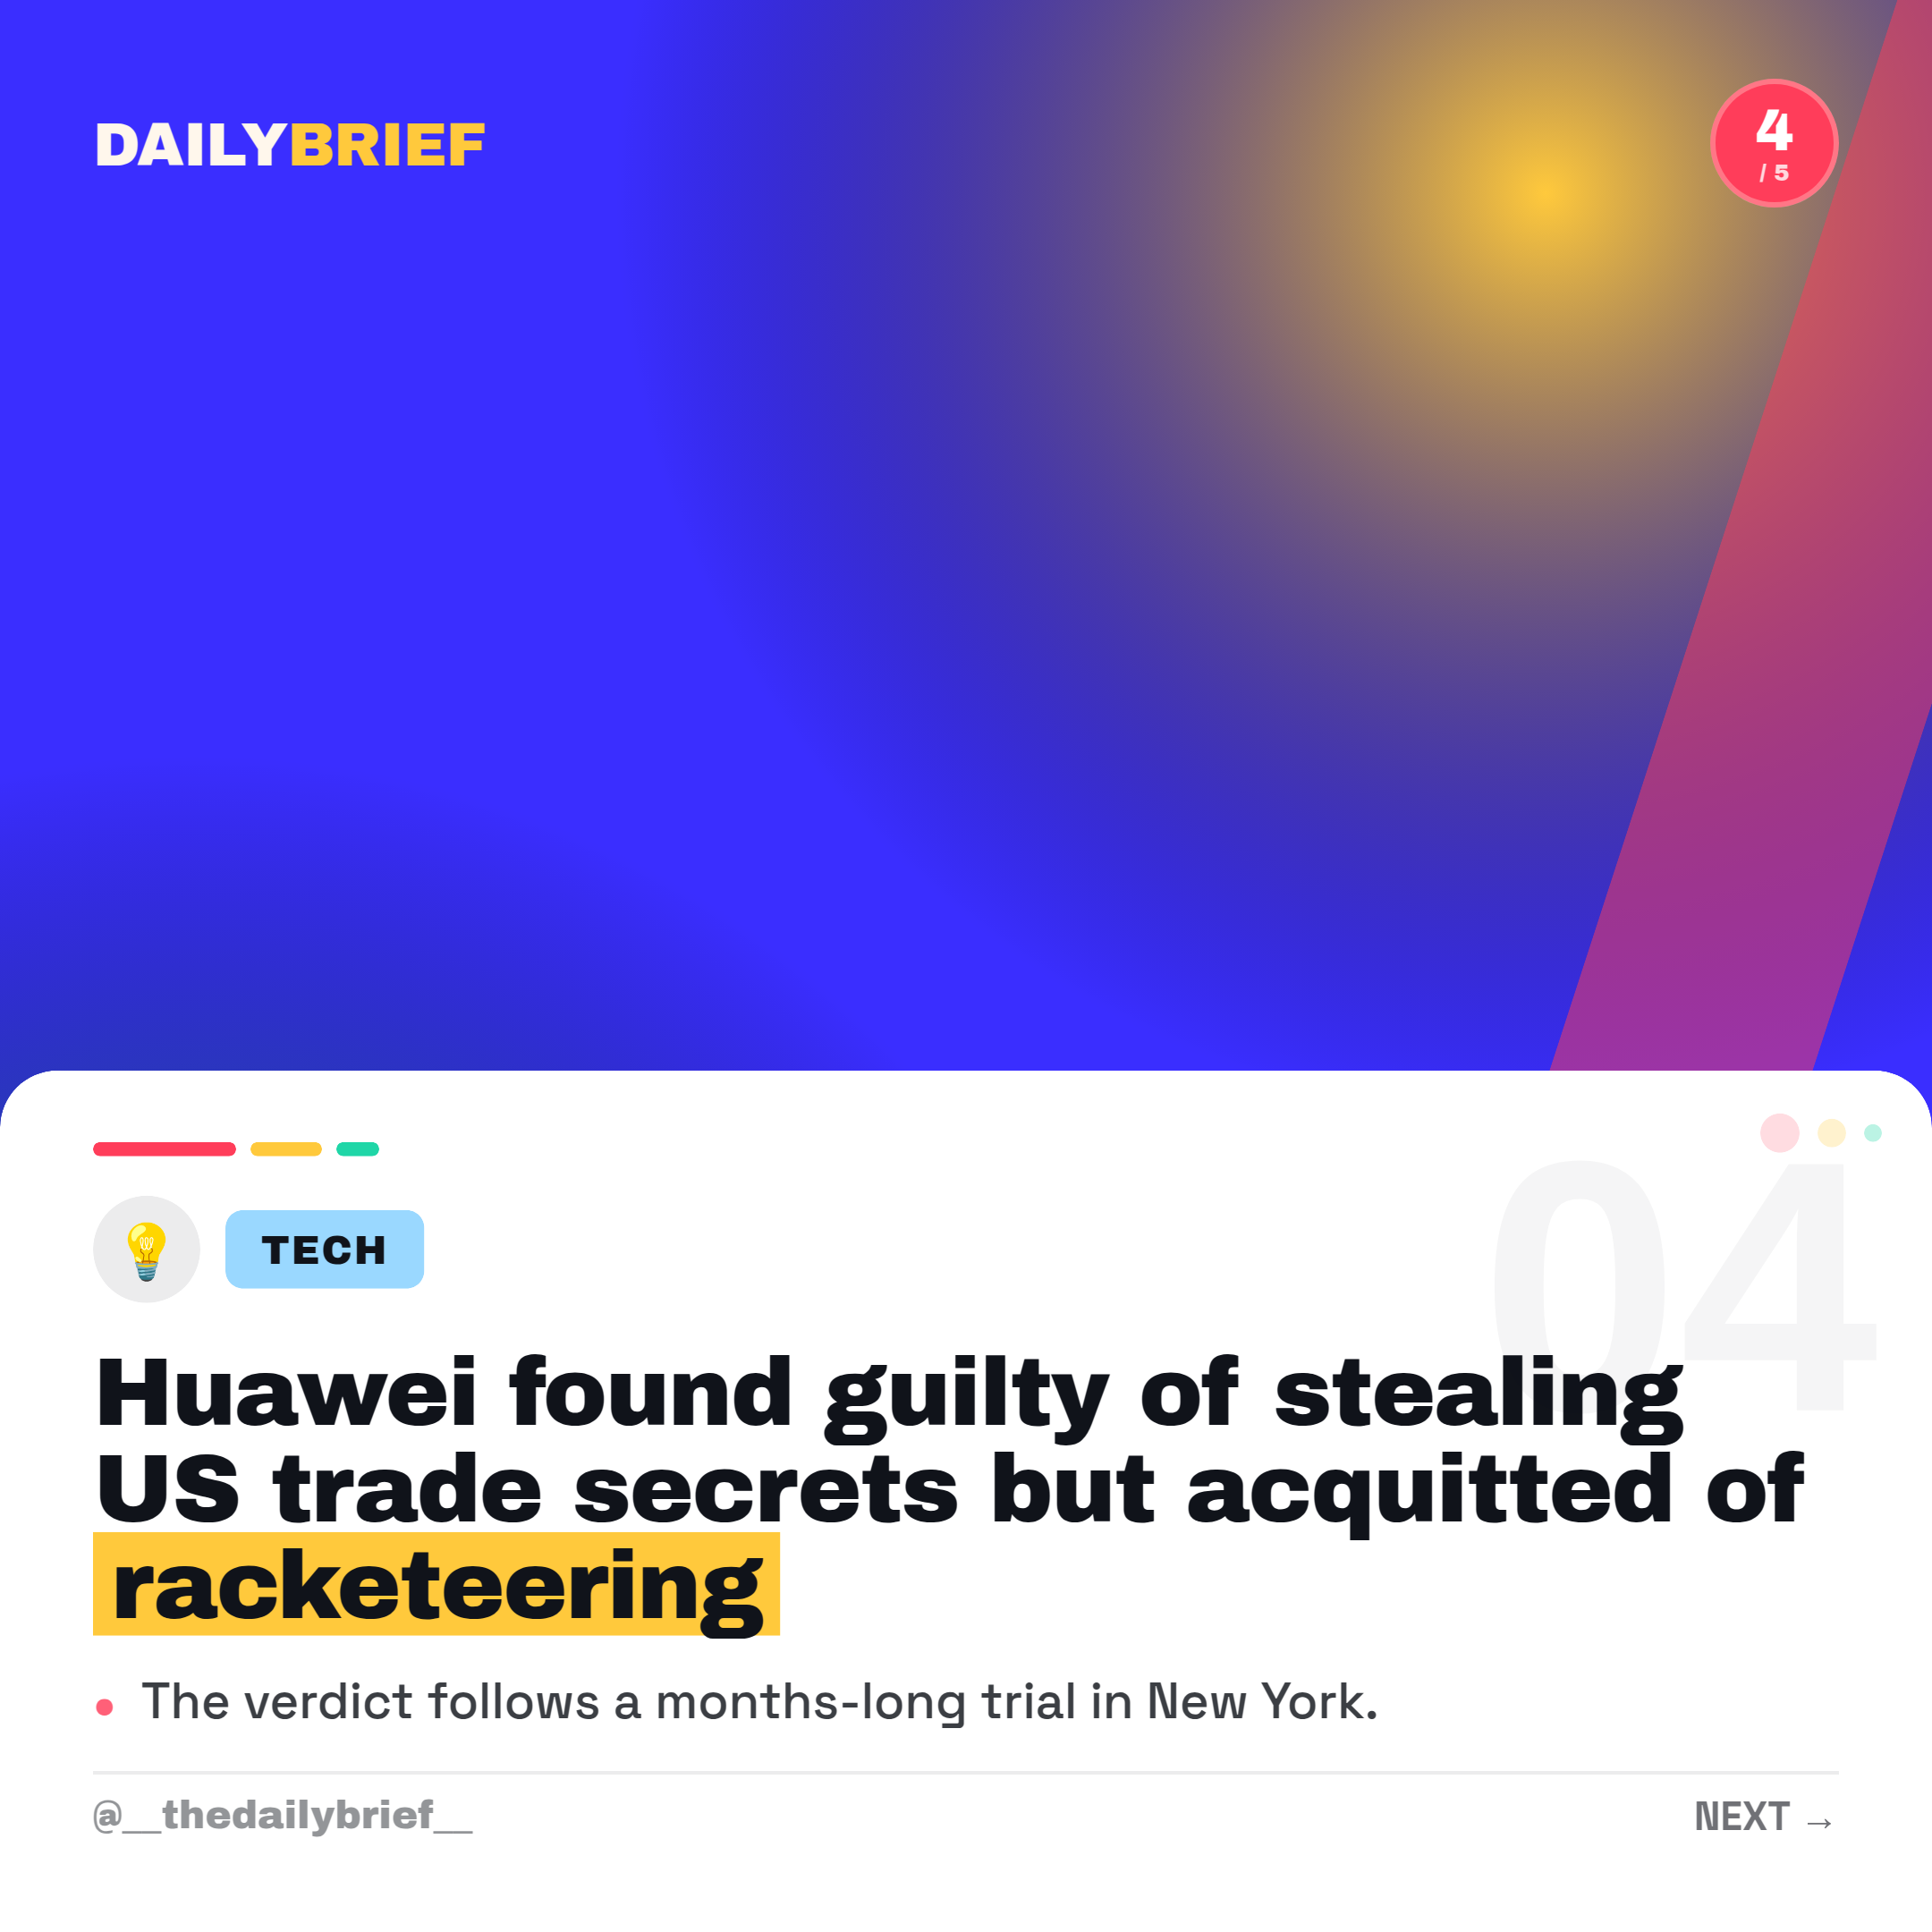 DAILYBRIEF
4
/ 5
04
TECH
Huawei found guilty of stealing
US trade secrets but acquitted of
racketeering
The verdict follows a months-long trial in New York.
@__thedailybrief__
NEXT →